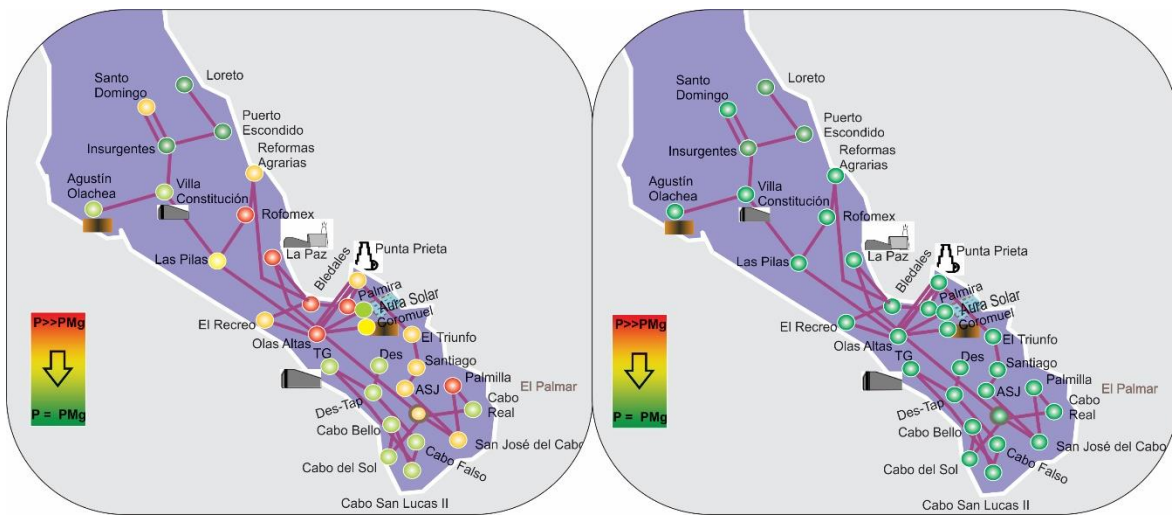 Santo
Domingo
Loreto
Puerto
Escondido
Insurgentes
Reformas
Agrarias
Agustín
Olachea
Villa
Constitución
Rofomex
Las Pilas
La Paz
Bledales
Punta Prieta
Palmira
Aura Solar
Coromuel
El Recreo
Olas Altas
El Triunfo
TG
Des
Santiago
P>>PMg
P = PMg
Palmilla
El Palmar
ASJ
Cabo
Real
Des-Tap
Cabo Bello
San José del Cabo
Cabo Falso
Cabo del Sol
Cabo San Lucas II
Santo
Domingo
Loreto
Puerto
Escondido
Insurgentes
Reformas
Agrarias
Agustín
Olachea
Villa
Constitución
Rofomex
Las Pilas
La Paz
Bledales
Punta Prieta
Palmira
Aura Solar
Coromuel
El Recreo
Olas Altas
El Triunfo
TG
Des
Santiago
P>>PMg
P = PMg
Palmilla
El Palmar
ASJ
Cabo
Real
Des-Tap
Cabo Bello
San José del Cabo
Cabo Falso
Cabo del Sol
Cabo San Lucas II